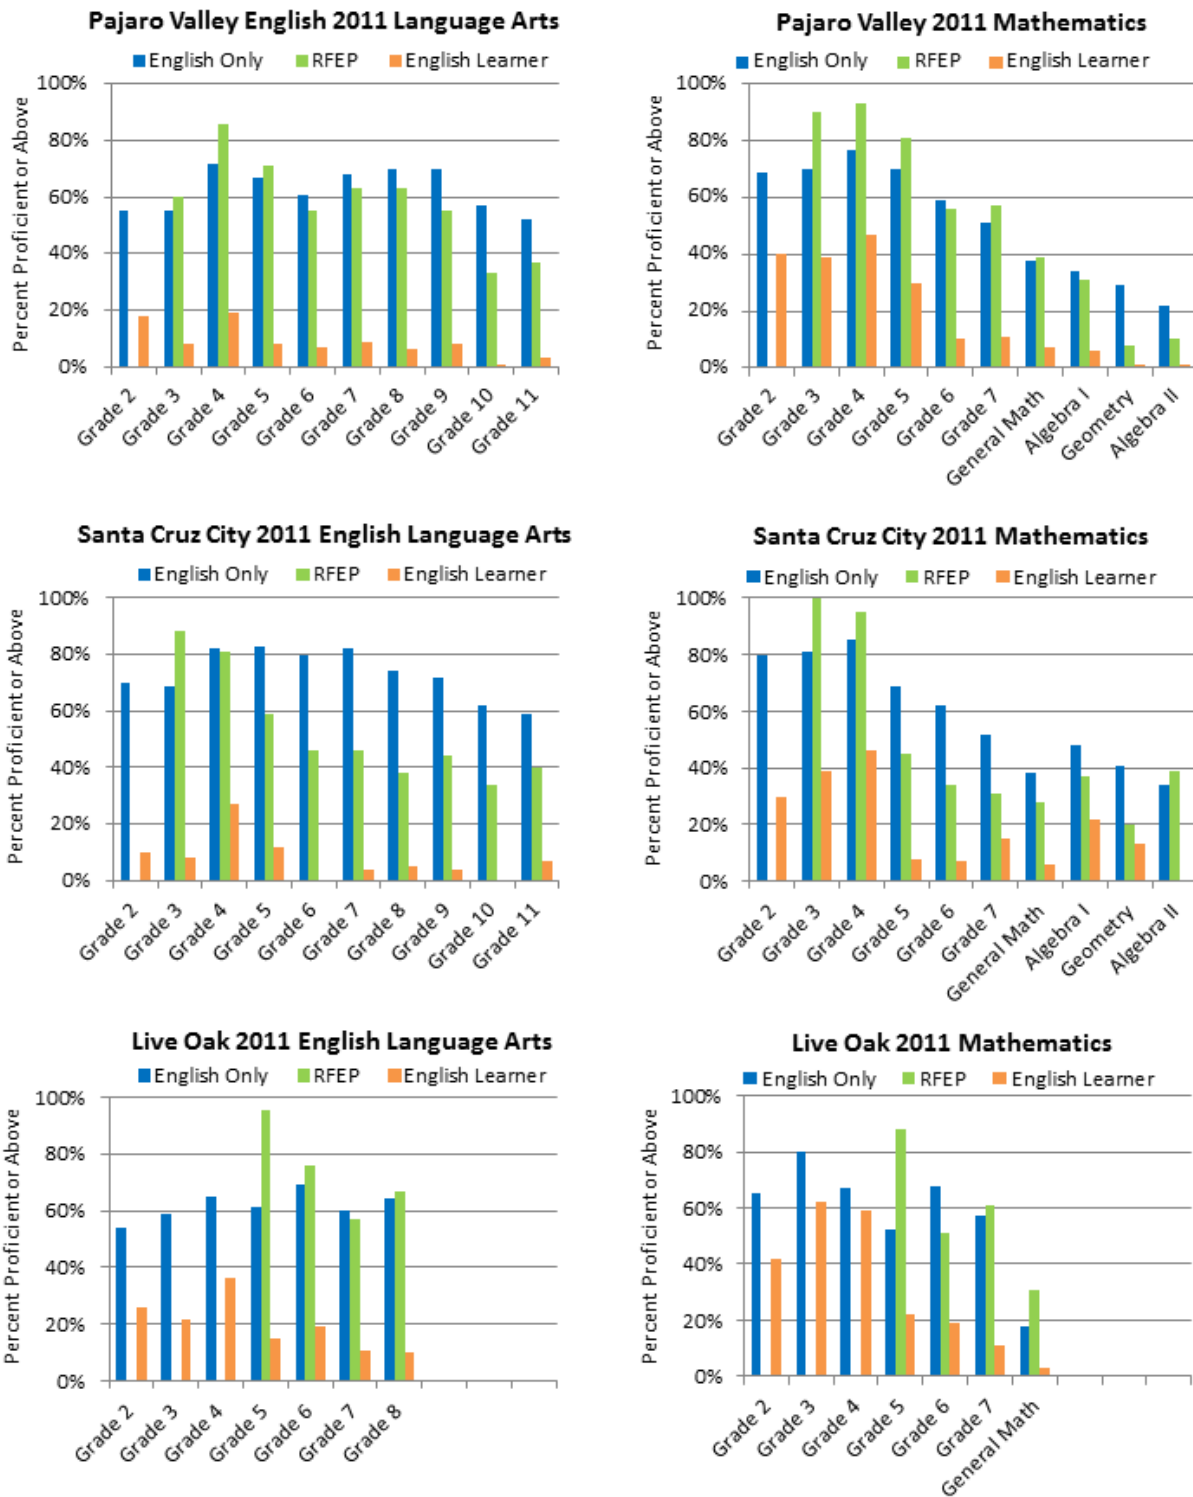 Pajaro Valley English 2011 Language Arts
English Only RFEP English Learner
Percent Proficient or Above
100%
80%
60%
40%
20%
0%
Grade 2
Grade 3
Grade 4
Grade 5
Grade 6
Grade 7
Grade 8
Grade 9
Grade 10
Grade 11
Pajaro Valley 2011 Mathematics
English Only RFEP English Learner
Percent Proficient or Above
100%
80%
60%
40%
20%
0%
Grade 2
Grade 3
Grade 4
Grade 5
Grade 6
Grade 7
General Math
Algebra I
Geometry
Algebra II
Santa Cruz City 2011 English Language Arts
English Only RFEP English Learner
Percent Proficient or Above
100%
80%
60%
40%
20%
0%
Grade 2
Grade 3
Grade 4
Grade 5
Grade 6
Grade 7
Grade 8
Grade 9
Grade 10
Grade 11
Santa Cruz City 2011 Mathematics
English Only RFEP English Learner
Percent Proficient or Above
100%
80%
60%
40%
20%
0%
Grade 2
Grade 3
Grade 4
Grade 5
Grade 6
Grade 7
General Math
Algebra I
Geometry
Algebra II
Live Oak 2011 English Language Arts
English Only RFEP English Learner
Percent Proficient or Above
100%
80%
60%
40%
20%
0%
Grade 2
Grade 3
Grade 4
Grade 5
Grade 6
Grade 7
Grade 8
Live Oak 2011 Mathematics
English Only RFEP English Learner
Percent Proficient or Above
100%
80%
60%
40%
20%
0%
Grade 2
Grade 3
Grade 4
Grade 5
Grade 6
Grade 7
General Math